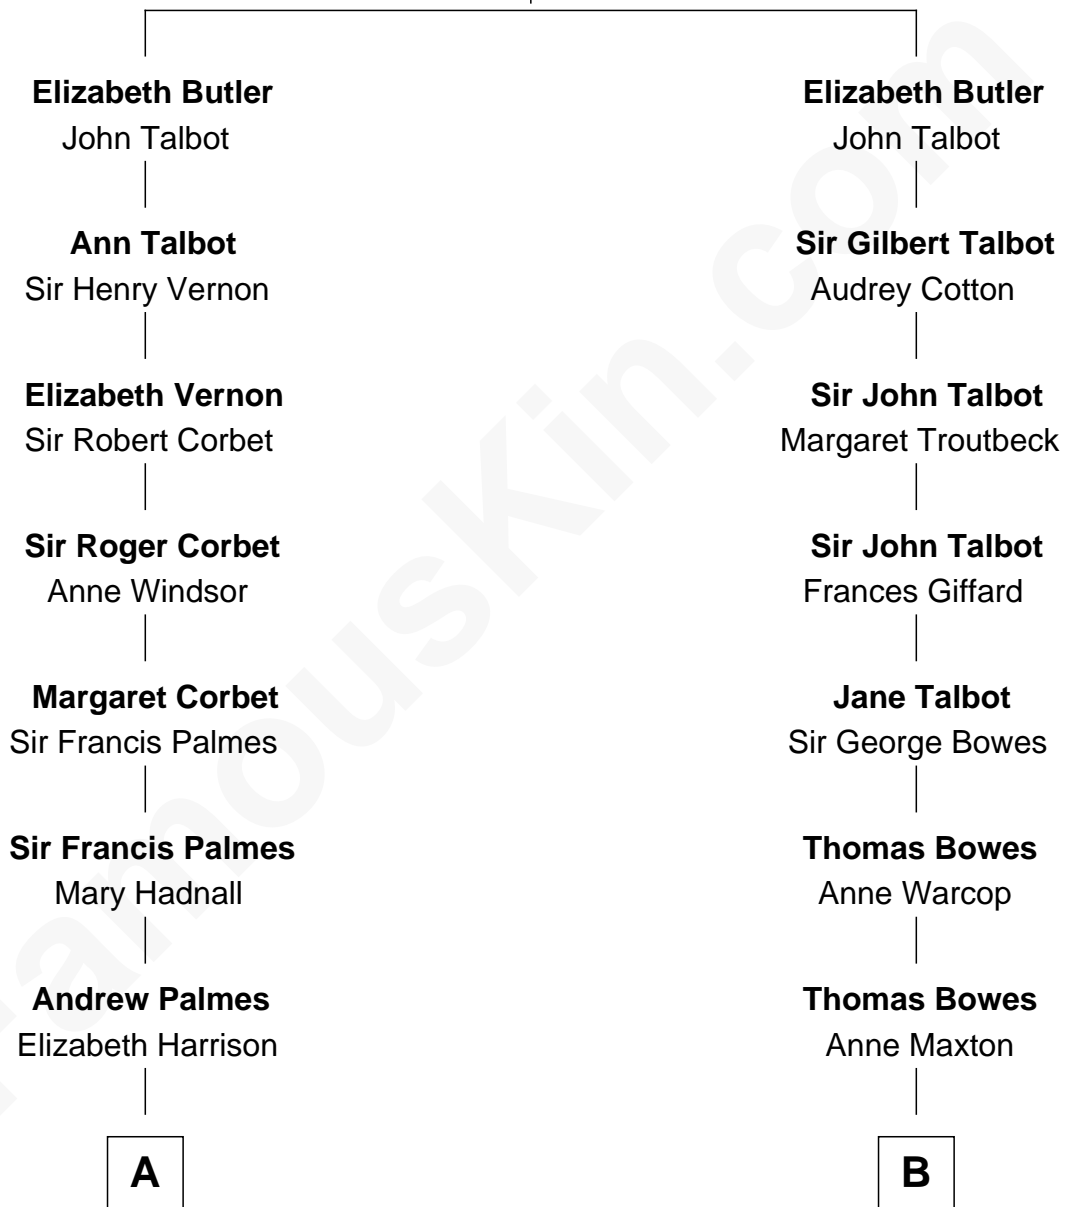 Elizabeth Butler
John Talbot
Ann Talbot
Sir Henry Vernon
Elizabeth Vernon
Sir Robert Corbet
Sir Roger Corbet
Anne Windsor
Margaret Corbet
Sir Francis Palmes
Sir Francis Palmes
Mary Hadnall
Andrew Palmes
Elizabeth Harrison
A
Elizabeth Butler
John Talbot
Sir Gilbert Talbot
Audrey Cotton
Sir John Talbot
Margaret Troutbeck
Sir John Talbot
Frances Giffard
Jane Talbot
Sir George Bowes
Thomas Bowes
Anne Warcop
Thomas Bowes
Anne Maxton
B
FamousKin.com